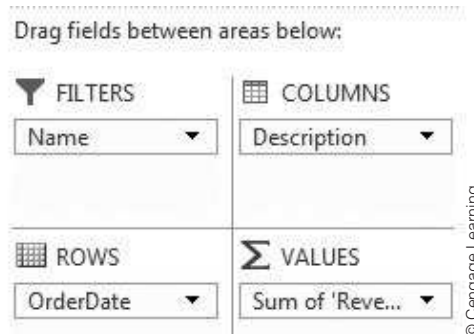 Drag fields between areas below:
FILTERS
COLUMNS
Name
Description
ROWS
VALUES
OrderDate
Sum of 'Reve...
© Cengage Learning